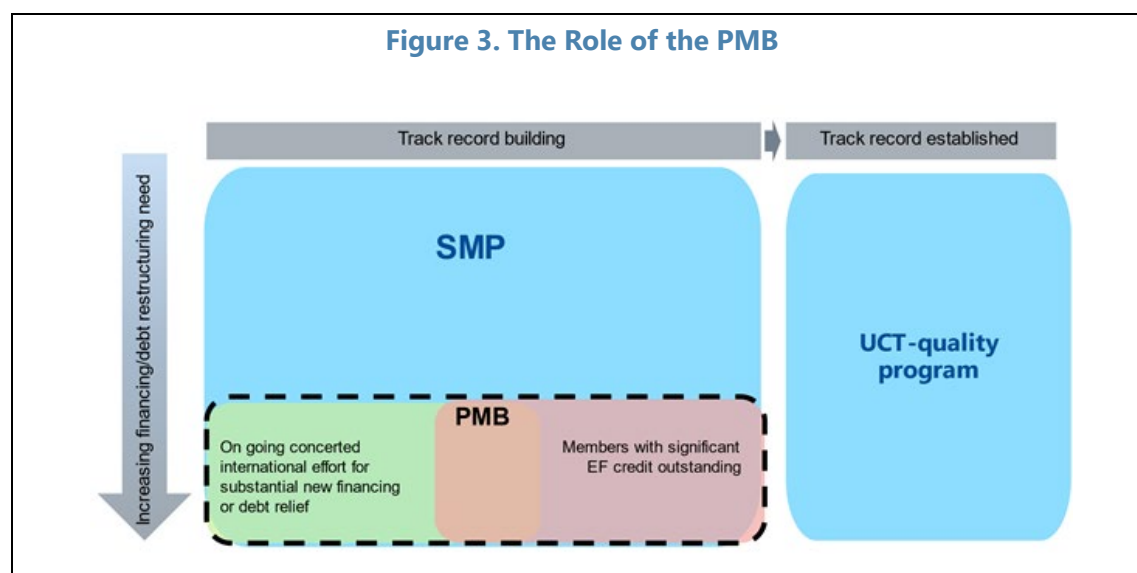 Figure 3. The Role of the PMB
Track record building
Track record established
Increasing financing/debt restructuring need
SMP
UCT-quality
program
PMB
On going concerted
international effort for
substantial new financing
or debt relief
Members with significant
EF credit outstanding